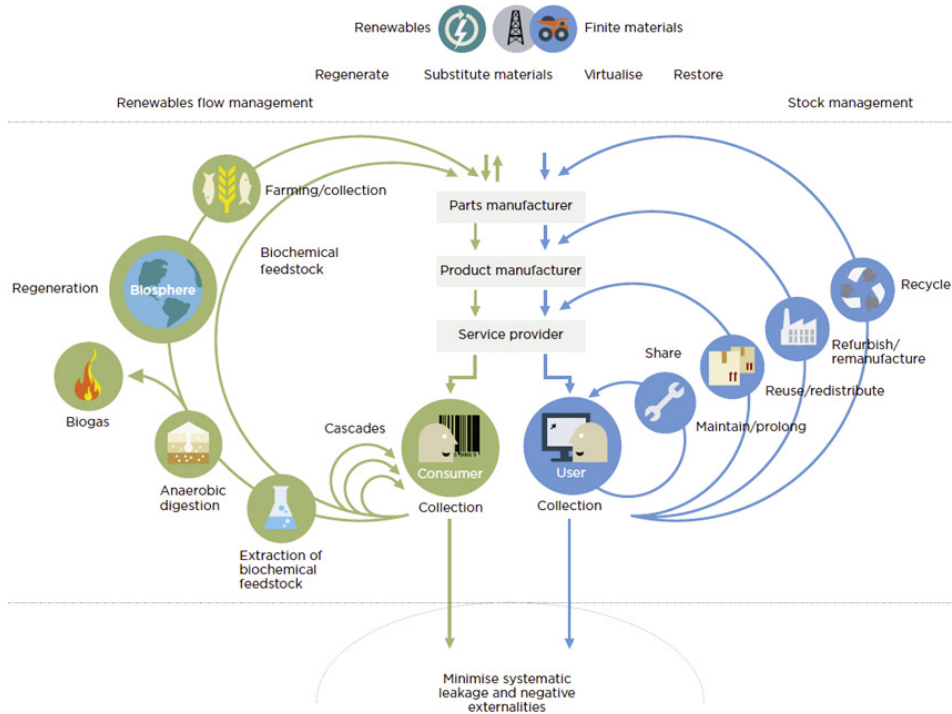 Renewables
Finite materials
Regenerate
Substitute materials
Virtualise
Restore
Renewables flow management
Stock management
Farming/collection
Parts manufacturer
Biochemical
feedstock
Regeneration
Biosphere
Product manufacturer
Recycle
Service provider
Share
Refurbish/
remanufacture
Reuse/redistribute
Biogas
Maintain/prolong
Cascades
Consumer
User
Anaerobic
digestion
Collection
Collection
Extraction of
biochemical
feedstock
Minimise systematic
leakage and negative
externalities